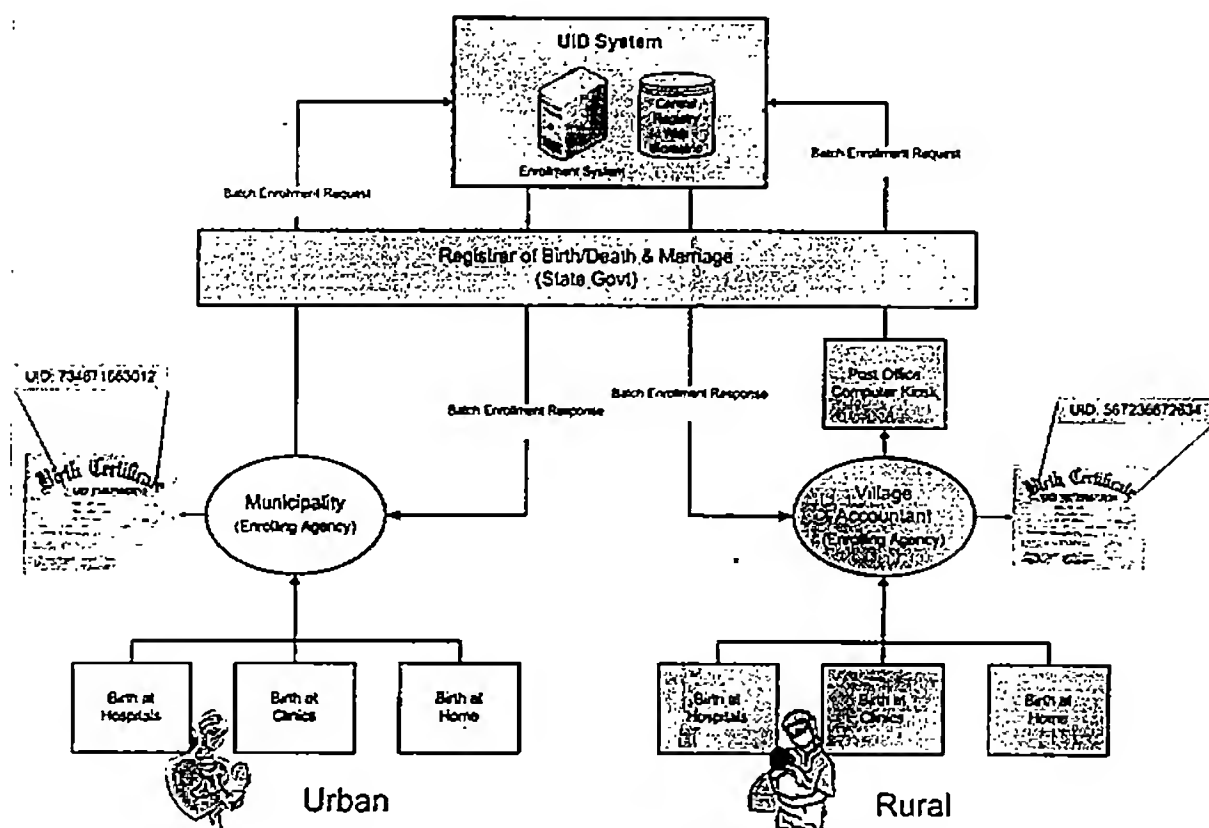 UID System
Central
Registry
Enrollment System
Batch Enrollment Request
Batch Enrollment Request
Registrar of Birth/Death & Marriage
(State Govt)
Batch Enrollment Response
Batch Enrollment Response
Post Office
Computer Kiosk
UID:
UID:
Birth Certificate
Birth Certificate
Municipality
(Enrolling Agency)
Village
Accountant
(Enrolling Agency)
Birth at
Hospitals
Birth at
Clinics
Birth at
Home
Birth at
Hospitals
Birth at
Clinics
Birth at
Home
Urban
Rural